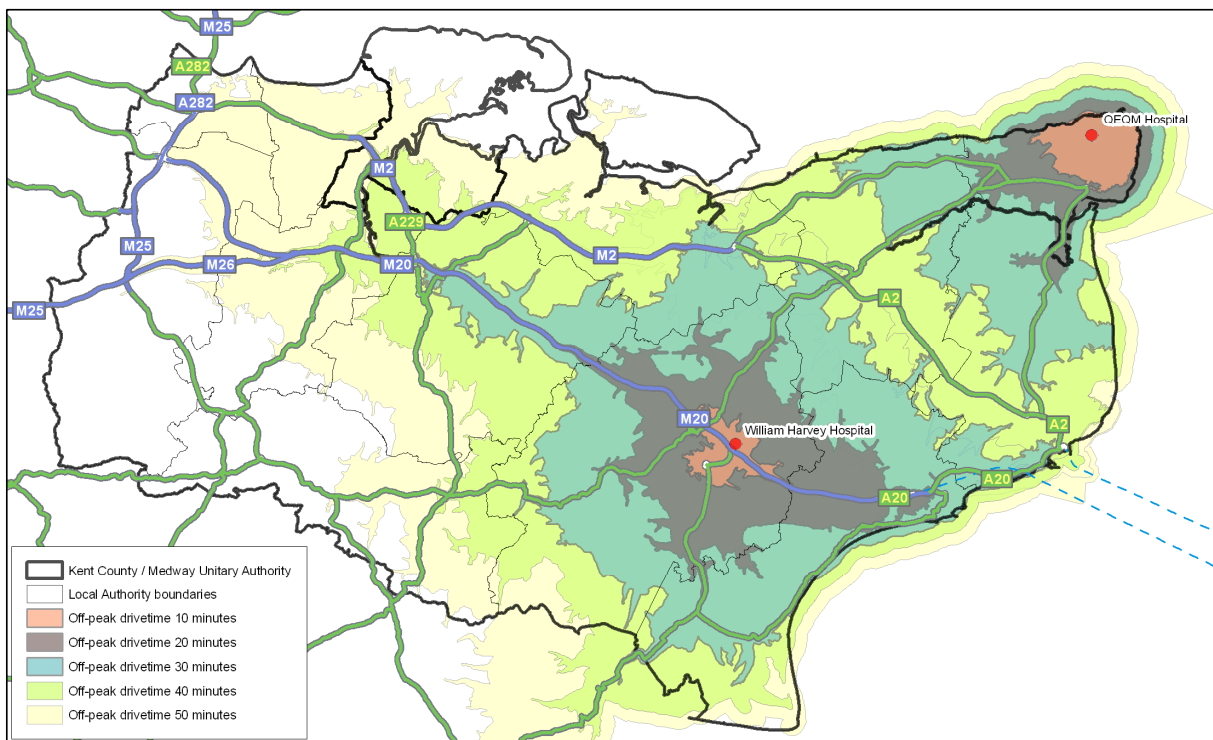 M25
A282
A282
QEQM Hospital
M2
A229
M25
M26
M20
M2
M25
A2
M20
William Harvey Hospital
A2
A20
A20
Kent County / Medway Unitary Authority
Local Authority boundaries
Off-peak drivetime 10 minutes
Off-peak drivetime 20 minutes
Off-peak drivetime 30 minutes
Off-peak drivetime 40 minutes
Off-peak drivetime 50 minutes